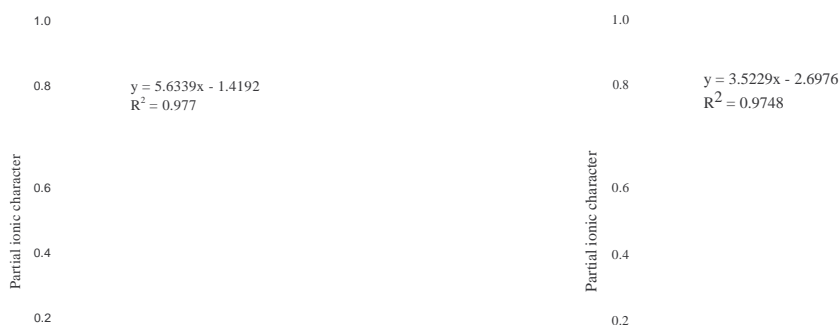 1.0
0.8
y = 5.6339x - 1.4192
R² = 0.977
0.6
0.4
0.2
Partial ionic character
1.0
0.8
y = 3.5229x - 2.6976
R2 = 0.9748
0.6
0.4
0.2
Partial ionic character